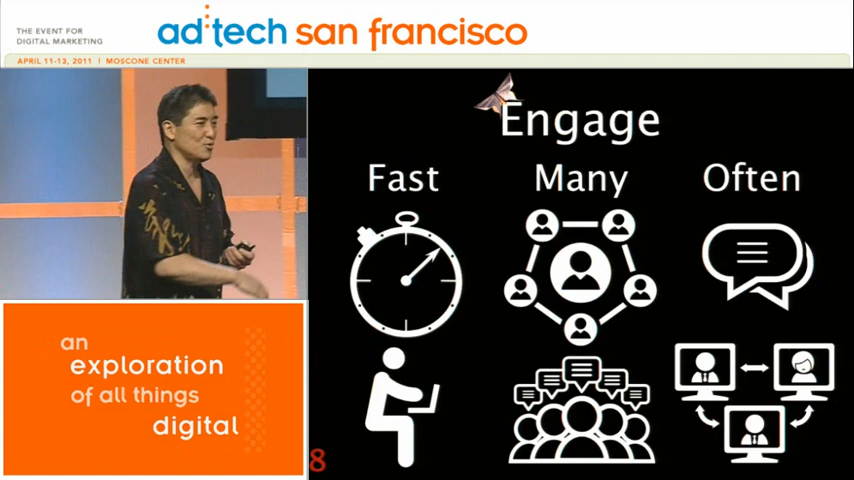 THE EVENT FOR
DIGITAL MARKETING
ad:tech san francisco
APRIL 11-13, 2011 | MOSCONE CENTER
Engage
Fast Many Often
an
exploration
of all things
digital
8